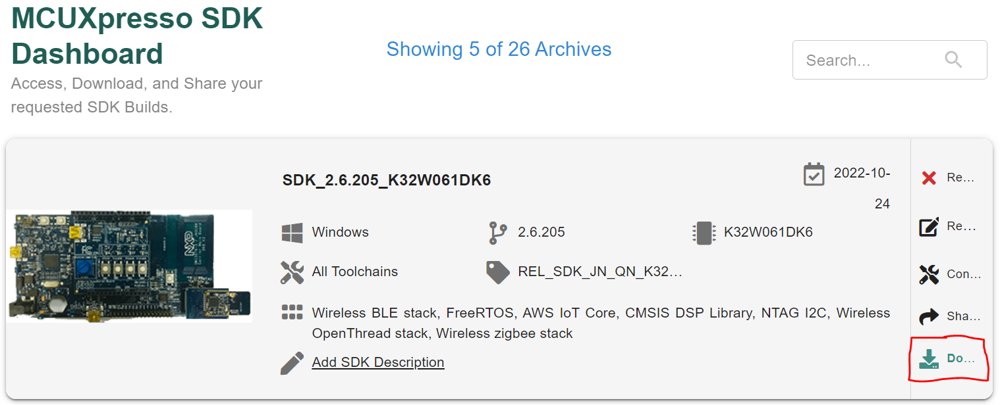 MCUXpresso SDK
Dashboard
Access, Download, and Share your
requested SDK Builds.
Showing 5 of 26 Archives
Search...
SDK_2.6.205_K32W061DK6
2022-10-
24
Windows
2.6.205
K32W061DK6
All Toolchains
REL_SDK_JN_QN_K32...
Wireless BLE stack, FreeRTOS, AWS IoT Core, CMSIS DSP Library, NTAG I2C, Wireless
OpenThread stack, Wireless zigbee stack
Add SDK Description
Re...
Re...
Con...
Sha...
Do...
NXP